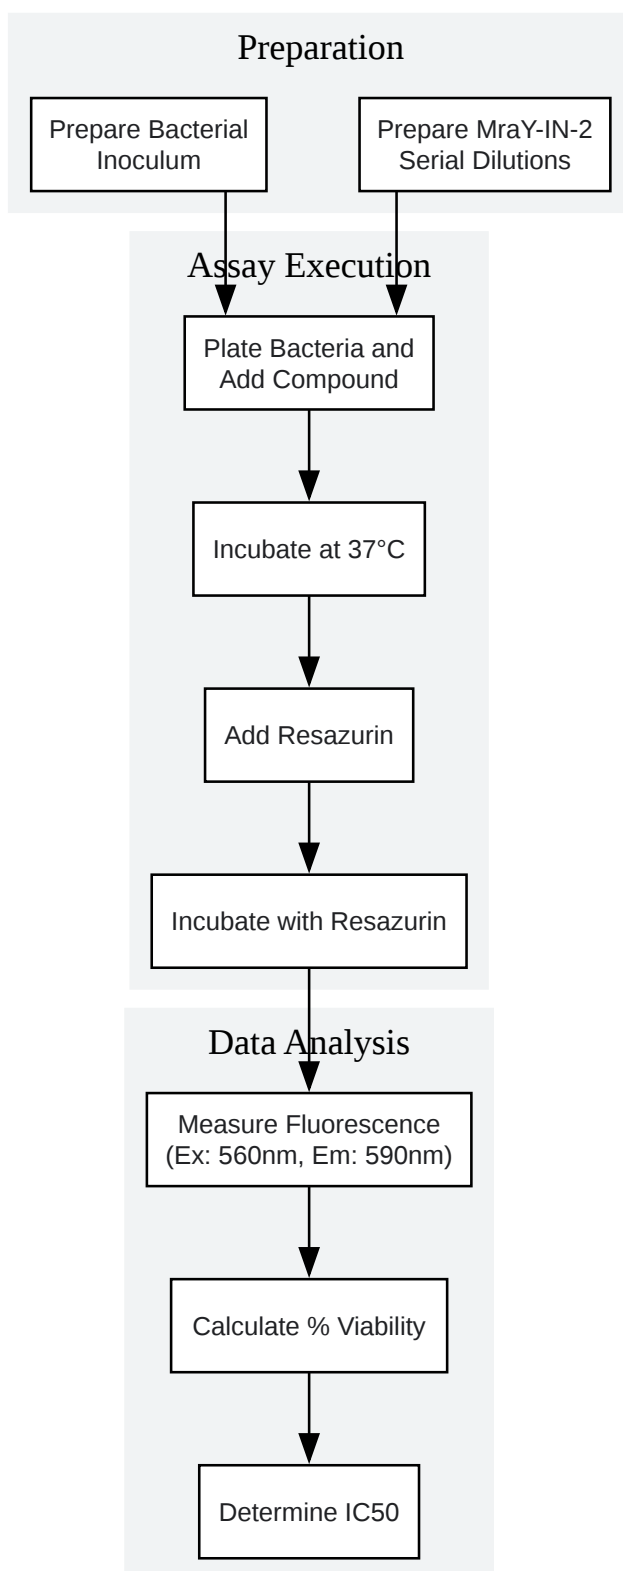 Preparation
Prepare Bacterial
Inoculum
Prepare MraY-IN-2
Serial Dilutions
Assay Execution
Plate Bacteria and
Add Compound
Incubate at 37°C
Add Resazurin
Incubate with Resazurin
Data Analysis
Measure Fluorescence
(Ex: 560nm, Em: 590nm)
Calculate % Viability
Determine IC50